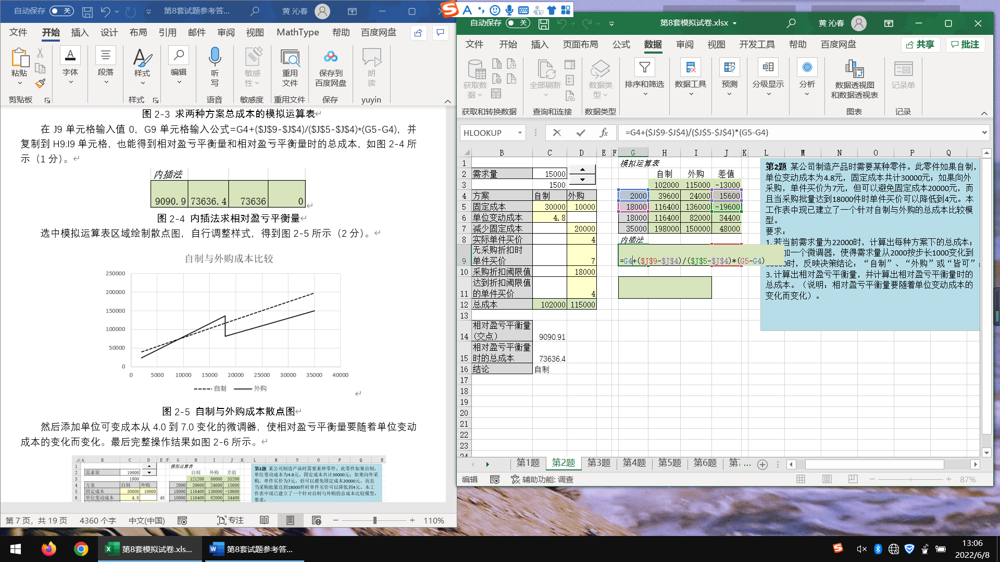 自动保存 关 第8套试题参考答... 黄 沁春
文件 开始 插入 设计 布局 引用 邮件 审阅 视图 MathType 帮助 百度网盘
粘贴 字体 段落 样式 编辑 听写 敏感性 重用文件 保存到百度网盘 朗读
剪贴板 样式 语音 敏感度 重用文件 保存 yuyin
图 2-3 求两种方案总成本的模拟运算表
在 J9 单元格输入值 0，G9 单元格输入公式=G4+($J$9-$J$4)/($J$5-$J$4)*(G5-G4)，并
复制到 H9:I9 单元格，也能得到相对盈亏平衡量和相对盈亏平衡量时的总成本，如图 2-4 所
示（1 分）。
内插法
9090.9 73636.4 73636 0
图 2-4 内插法求相对盈亏平衡量
选中模拟运算表区域绘制散点图，自行调整样式，得到图 2-5 所示（2 分）。
自制与外购成本比较
250000
200000
150000
100000
50000
0
0 5000 10000 15000 20000 25000 30000 35000 40000
自制 外购
图 2-5 自制与外购成本散点图
然后添加单位可变成本从 4.0 到 7.0 变化的微调器，使相对盈亏平衡量要随着单位变动
成本的变化而变化。最后完整操作结果如图 2-6 所示。
A B C D E F G H I J K L M N O P Q R
1 模拟运算表
2 需求量 19000 自制 外购 差值
3 1900 121200 86000 35200
4 方案 自制 外购 2000 39600 24000 15600
5 固定成本 30000 10000 18000 116400 136000 -19600
6 单位变动成本 4.8 48 18000 116400 82000 34400
第2题 某公司制造产品时需要某种零件。此零件如果自制，
单位变动成本为4.8元，固定成本共计30000元；如果向外采
购，单件买价为7元，但可以避免固定成本20000元，而且
当采购批量达到18000件时单件买价可以降低到4元。本工
作表中现已建立了一个针对自制与外购的总成本比较模型。
要求：
第 7 页，共 19 页 4360 个字 中文(中国) 专注 110%
自动保存 关 第8套模拟试卷.xlsx 黄 沁春
文件 开始 插入 页面布局 公式 数据 审阅 视图 开发工具 帮助 百度网盘 共享 批注
获取数据 全部刷新 数据类型 排序和筛选 数据工具 预测 分级显示 分析 数据透视图和数据透视表 记录单
获取和转换数据 查询和连接 数据类型 图表 记录
HLOOKUP =G4+($J$9-$J$4)/($J$5-$J$4)*(G5-G4)
B C D E F G H I J K L M N O P Q
1 模拟运算表
2 需求量 15000 自制 外购 差值
3 1500 102000 115000 -13000
4 方案 自制 外购 2000 39600 24000 15600
5 固定成本 30000 10000 18000 116400 136000 -19600
6 单位变动成本 4.8 18000 116400 82000 34400
7 减少固定成本 20000 35000 198000 150000 48000
8 实际单件买价 4 内插法
9 无采购折扣时单件买价 7 =G4+($J$9-$J$4)/($J$5-$J$4)*(G5-G4)
10 采购折扣阈限值 18000
11 达到折扣阈限值的单件买价 4
12 总成本 102000 115000
13
14 相对盈亏平衡量（交点） 9090.91
15 相对盈亏平衡量时的总成本 73636.4
16 结论 自制
17
18
19
20
21
22
23
24
第2题 某公司制造产品时需要某种零件。此零件如果自制，
单位变动成本为4.8元，固定成本共计30000元；如果向外
采购，单件买价为7元，但可以避免固定成本20000元，而
且当采购批量达到18000件时单件买价可以降低到4元。本
工作表中现已建立了一个针对自制与外购的总成本比较模
型。
要求：
1. 若当前需求量为22000时，计算出每种方案下的总成本；
加一个微调器，使得需求量从2000按步长1000变化到
时，反映决策结论：“自制”、“外购”或“皆可”；
3. 计算出相对盈亏平衡量，并计算出相对盈亏平衡量时的
总成本。（说明：相对盈亏平衡量要随着单位变动成本的
变化而变化）。
第1题 第2题 第3题 第4题 第5题 第6题 第7 ...
编辑 辅助功能: 调查 87%
第8套模拟试卷.xls... 第8套试题参考答...
13:06
2022/6/8